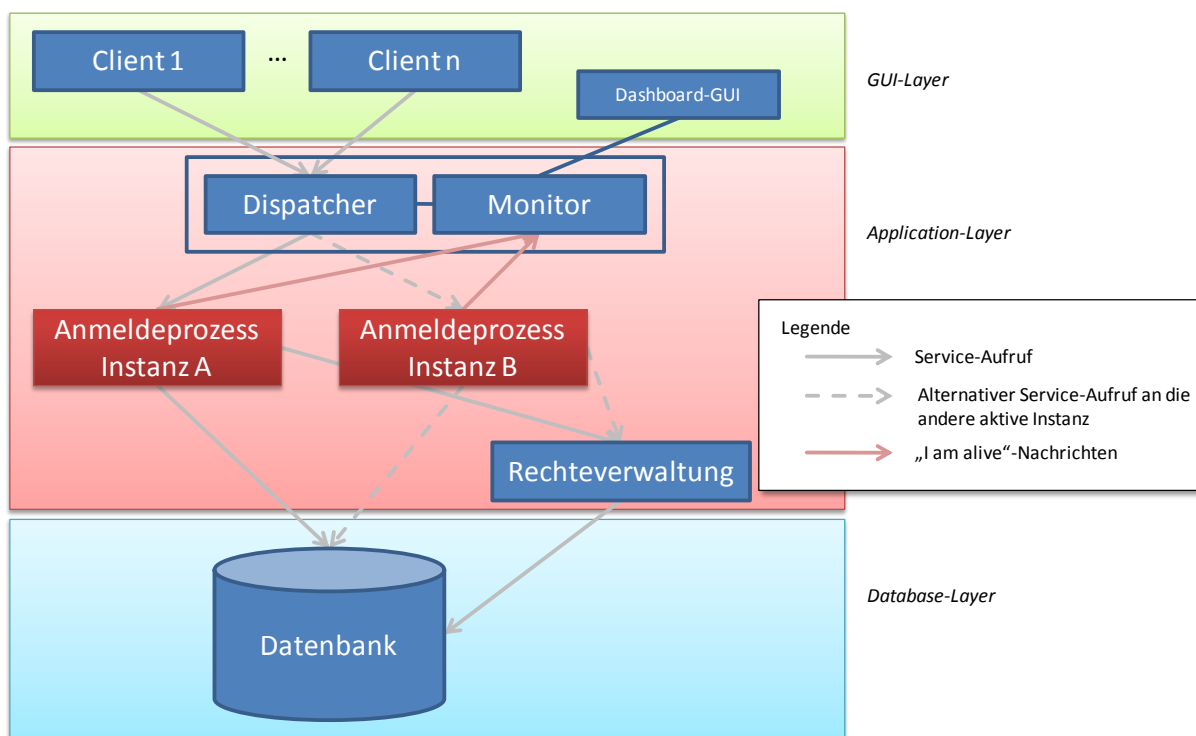 Client 1
...
Client n
Dashboard-GUI
GUI-Layer
Dispatcher
Monitor
Application-Layer
Anmeldeprozess
Instanz A
Anmeldeprozess
Instanz B
Rechteverwaltung
Legende
Service-Aufruf
Alternativer Service-Aufruf an die
andere aktive Instanz
„I am alive“-Nachrichten
Datenbank
Database-Layer